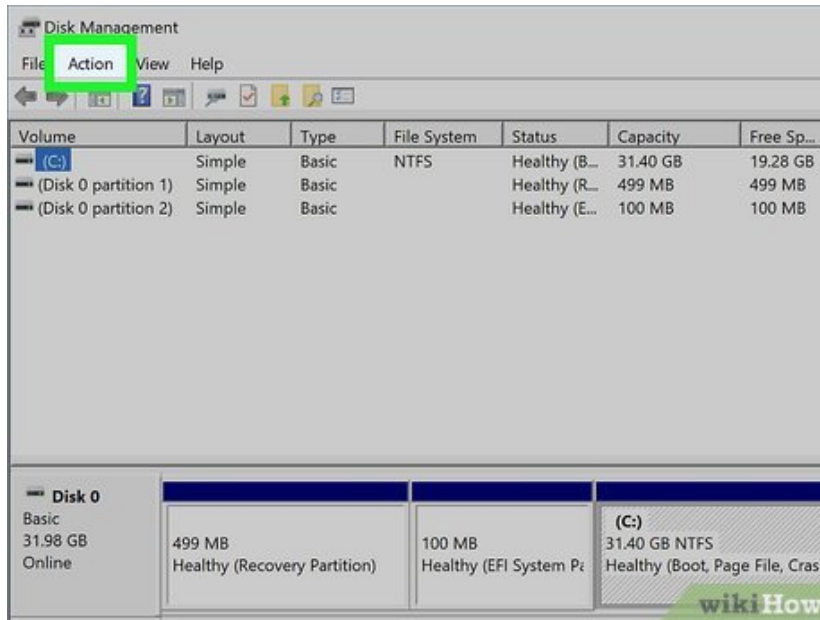 Disk Management
File Action View Help
Volume Layout Type File System Status Capacity Free Sp...
(C:) Simple Basic NTFS Healthy (B... 31.40 GB 19.28 GB
(Disk 0 partition 1) Simple Basic Healthy (R... 499 MB 499 MB
(Disk 0 partition 2) Simple Basic Healthy (E... 100 MB 100 MB
Disk 0
Basic
31.98 GB
Online
499 MB
Healthy (Recovery Partition)
100 MB
Healthy (EFI System Pa
(C:)
31.40 GB NTFS
Healthy (Boot, Page File, Cras
wikiHow